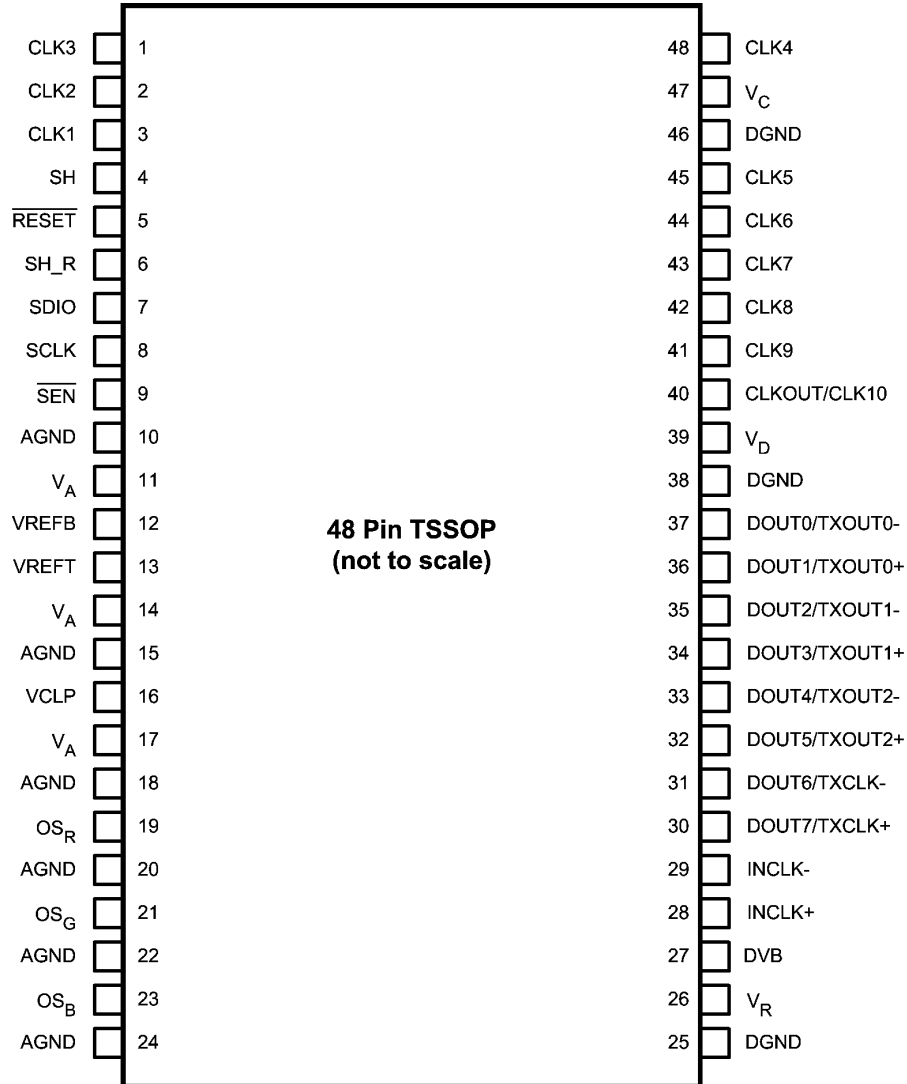 CLK3 1 48 CLK4
CLK2 2 47 V_C
CLK1 3 46 DGND
SH 4 45 CLK5
RESET 5 44 CLK6
SH_R 6 43 CLK7
SDIO 7 42 CLK8
SCLK 8 41 CLK9
SEN 9 40 CLKOUT/CLK10
AGND 10 39 V_D
V_A 11 38 DGND
VREFB 12 37 DOUT0/TXOUT0-
VREFT 13 36 DOUT1/TXOUT0+
V_A 14 35 DOUT2/TXOUT1-
AGND 15 34 DOUT3/TXOUT1+
VCLP 16 33 DOUT4/TXOUT2-
V_A 17 32 DOUT5/TXOUT2+
AGND 18 31 DOUT6/TXCLK-
OS_R 19 30 DOUT7/TXCLK+
AGND 20 29 INCLK-
OS_G 21 28 INCLK+
AGND 22 27 DVB
OS_B 23 26 V_R
AGND 24 25 DGND
48 Pin TSSOP
(not to scale)